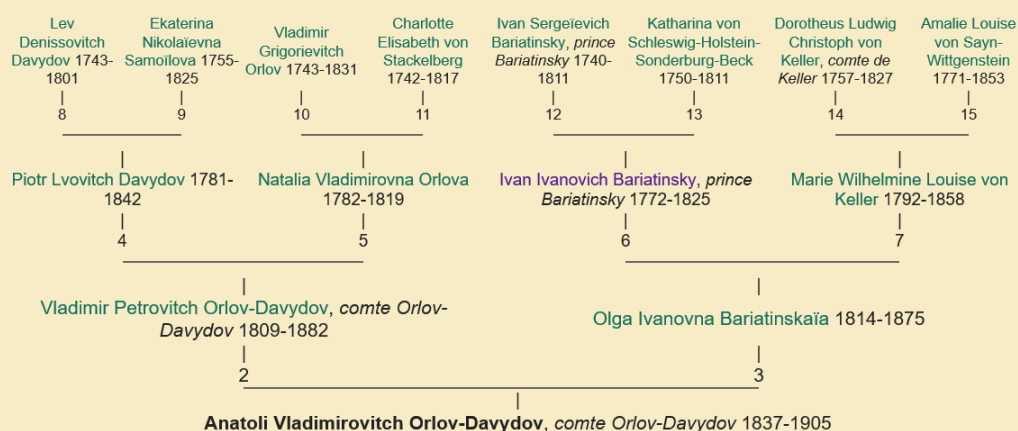 Lev
Denissovitch
Davydov 1743-
1801
Ekaterina
Nikolaïevna
Samoïlova 1755-
1825
Vladimir
Grigorievitch
Orlov 1743-1831
Charlotte
Elisabeth von
Stackelberg
1742-1817
Ivan Sergeïevich
Bariatinsky, prince
Bariatinsky 1740-
1811
Katharina von
Schleswig-Holstein-
Sonderburg-Beck
1750-1811
Dorotheus Ludwig
Christoph von
Keller, comte de
Keller 1757-1827
Amalie Louise
von Sayn-
Wittgenstein
1771-1853
8
9
10
11
12
13
14
15
Piotr Lvovitch Davydov 1781-
1842
Natalia Vladimirovna Orlova
1782-1819
Ivan Ivanovich Bariatinsky, prince
Bariatinsky 1772-1825
Marie Wilhelmine Louise von
Keller 1792-1858
4
5
6
7
Vladimir Petrovitch Orlov-Davydov, comte Orlov-
Davydov 1809-1882
Olga Ivanovna Bariatinskaïa 1814-1875
2
3
Anatoli Vladimirovitch Orlov-Davydov, comte Orlov-Davydov 1837-1905